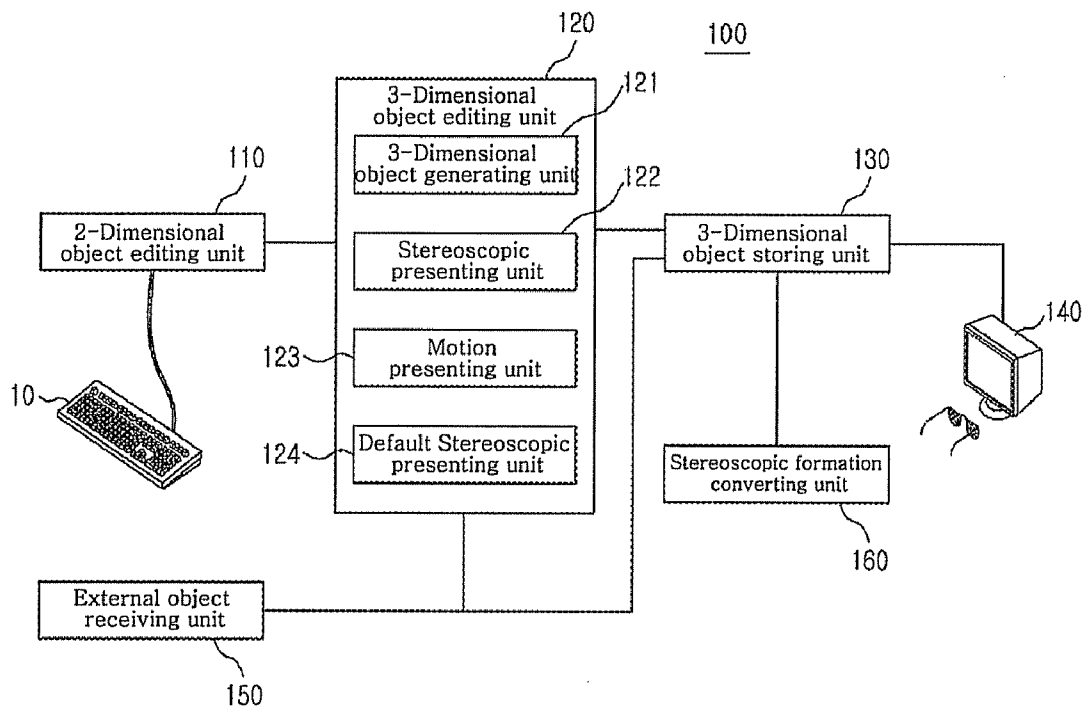 100
120
3-Dimensional
object editing unit
121
3-Dimensional
object generating unit
122
Stereoscopic
presenting unit
123
Motion
presenting unit
124
Default Stereoscopic
presenting unit
110
2-Dimensional
object editing unit
10
130
3-Dimensional
object storing unit
140
Stereoscopic formation
converting unit
160
External object
receiving unit
150